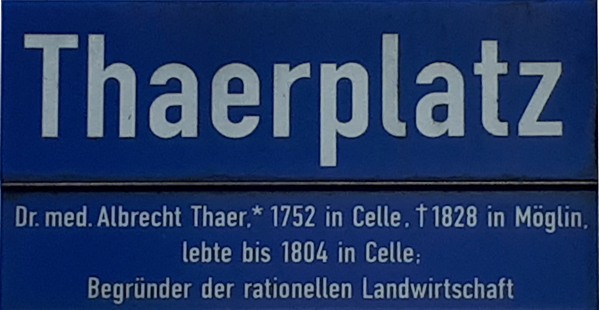 Thaerplatz
Dr. med. Albrecht Thaer,* 1752 in Celle, †1828 in Möglin,
lebte bis 1804 in Celle;
Begründer der rationellen Landwirtschaft